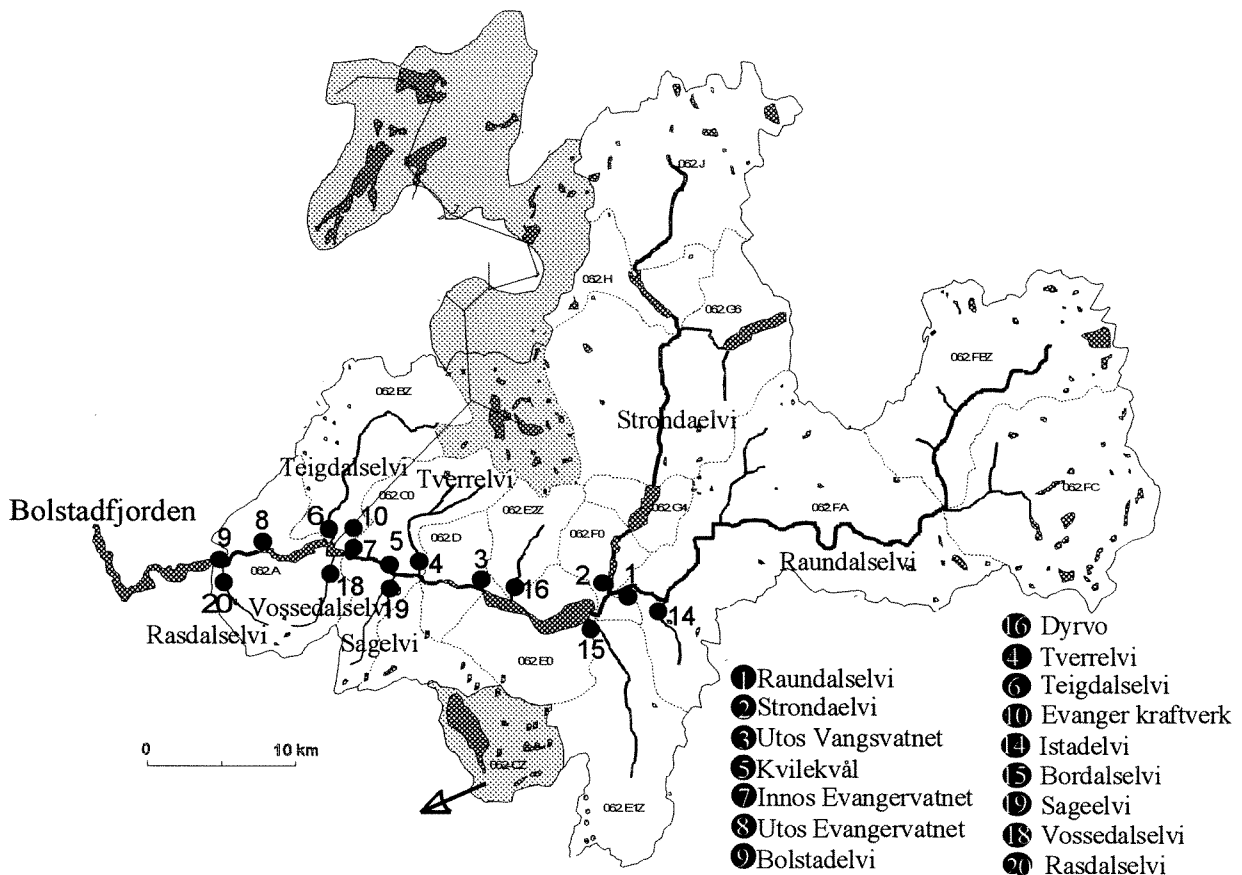 062.J
062.H
062.G6
062.FBZ
062.BZ
Strondaelvi
Teigdalselvi
Tverrelvi
062.C0
062.E2Z
062.G4
062.FA
062.FC
Bolstadfjorden
6
10
062.D
062.F0
9
8
7
5
4
3
16
2
1
Raundalselvi
062.A
20
18
19
14
Vossedalselvi
Rasdalselvi
Sagelvi
15
062.E0
062.CZ
062.E1Z
0 10 km
1 Raundalselvi
2 Strondaelvi
3 Utos Vangsvatnet
5 Kvilekvål
7 Innos Evangervatnet
8 Utos Evangervatnet
9 Bolstadelvi
16 Dyrvo
4 Tverrelvi
6 Teigdalselvi
10 Evanger kraftverk
14 Istadelvi
15 Bordalselvi
19 Sageelvi
18 Vossedalselvi
20 Rasdalselvi